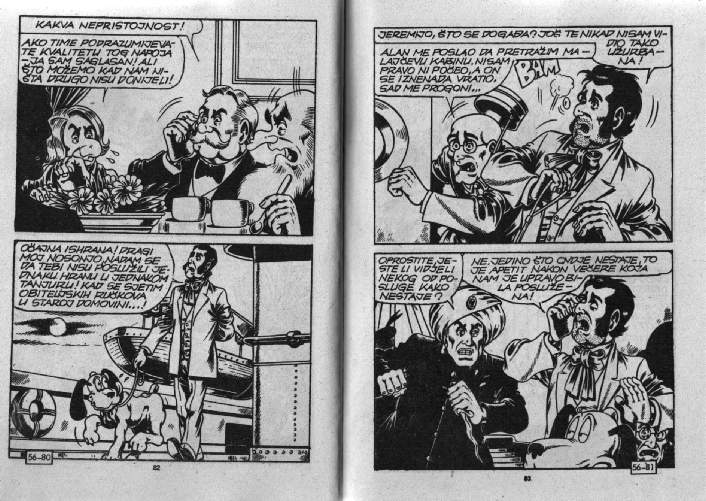 KAKVA NEPRISTOJNOST!
AKO TIME PODRAZUMIJEVA-
TE KVALITETU TOG NAPOJA
-JA SAM SAGLASAN! ALI
ŠTO MOŽEMO KAD NAM NI-
ŠTA DRUGO NISU DONIJELI!
OČAJNA ISHRANA! DRAGI
MOJ NOSONJO, NADAM SE
DA TEBI NISU POSLUŽILI JE-
DNAKU HRANU U JEDNAKOM
TANJURU! KAD SE SJETIM
OBITELJSKIH RUČKOVA
U STAROJ DOMOVINI...!
56-80
82
JEREMIJO, ŠTO SE DOGAĐA? JOŠ TE NIKAD NISAM VI-
DIO TAKO
UZURBA-
NA!
ALAN ME POSLAO DA PRETRAŽIM MA-
LAJČEVU KABINU. NISAM
PRAVO NI POČEO, A ON
SE IZNENADA VRATIO.
SAD ME PROGONI...
BAM
OPROSTITE, JE-
STE LI VIDJELI
NEKOG OD PO-
SLUGE KAKO
NESTAJE?
NE. JEDINO ŠTO OVDJE NESTAJE, TO
JE APETIT NAKON VEČERE KOJA
NAM JE UPRAVO BI-
LA POSLUŽE-
NA!
56-81
83